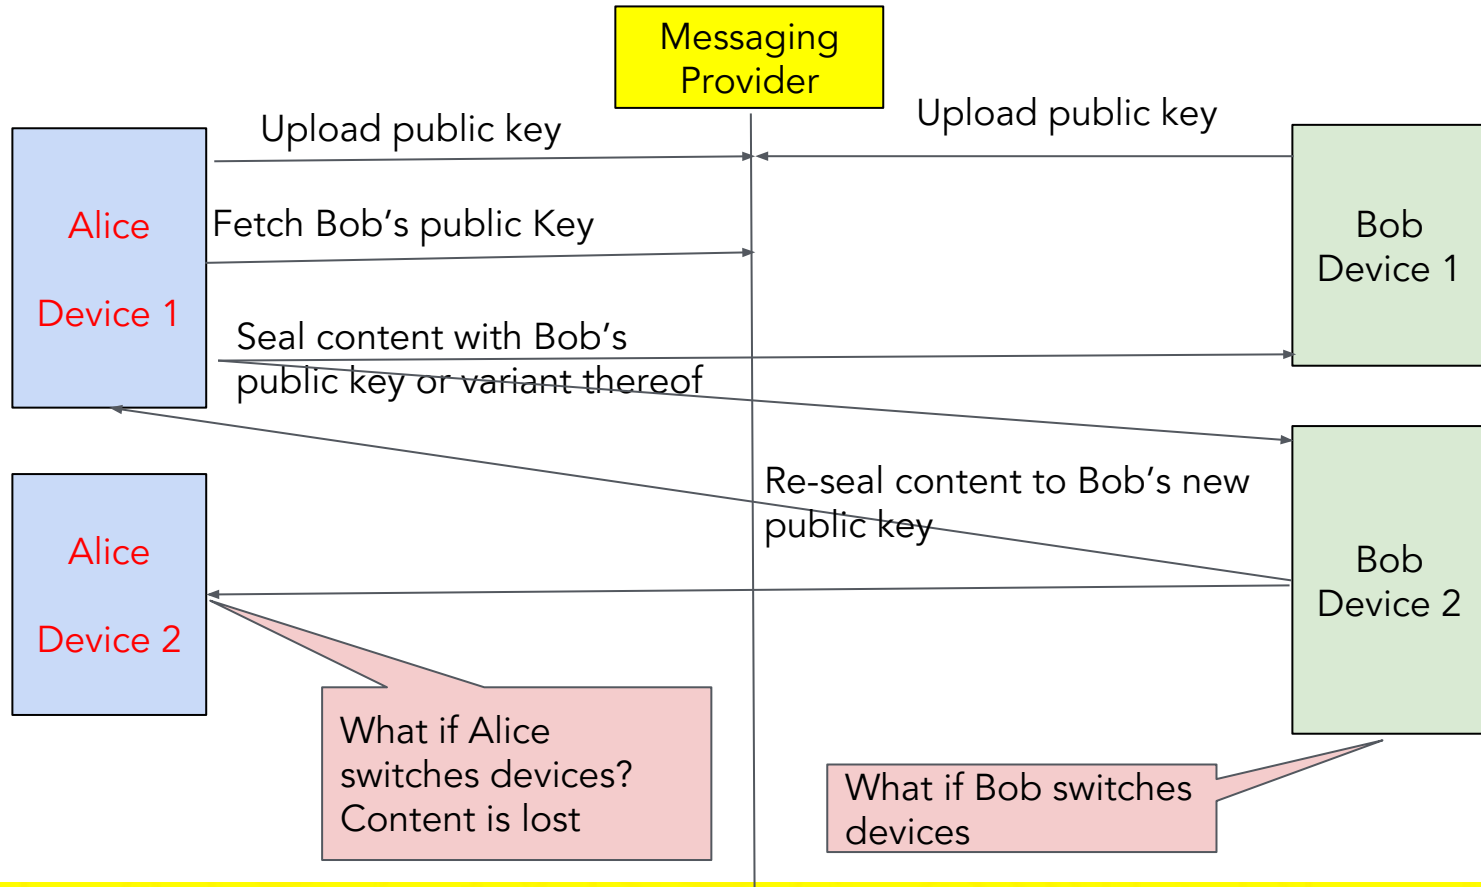 Messaging
Provider
Upload public key
Upload public key
Alice
Device 1
Fetch Bob’s public Key
Bob
Device 1
Seal content with Bob’s
public key or variant thereof
Re-seal content to Bob’s new
public key
Alice
Device 2
Bob
Device 2
What if Alice
switches devices?
Content is lost
What if Bob switches
devices